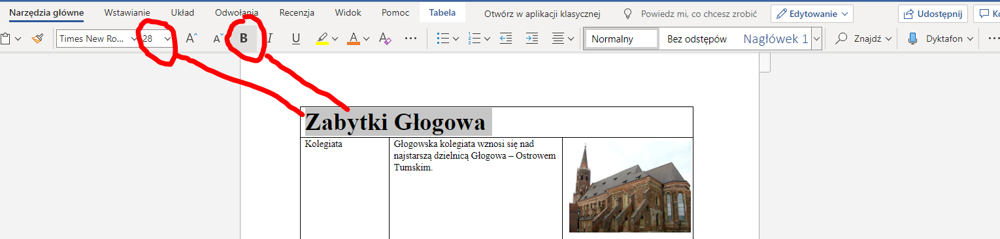 Narzędzia główne Wstawianie Układ Odwołania Recenzja Widok Pomoc Tabela Otwórz w aplikacji klasycznej Powiedz mi, co chcesz zrobić Edytowanie Udostępnij
Times New Ro... 28 A A B I U A A ... Normalny Bez odstępów Nagłówek 1 Znajdź Dyktafon ...
Zabytki Głogowa
Kolegiata
Głogowska kolegiata wznosi się nad
najstarszą dzielnicą Głogowa – Ostrowem
Tumskim.